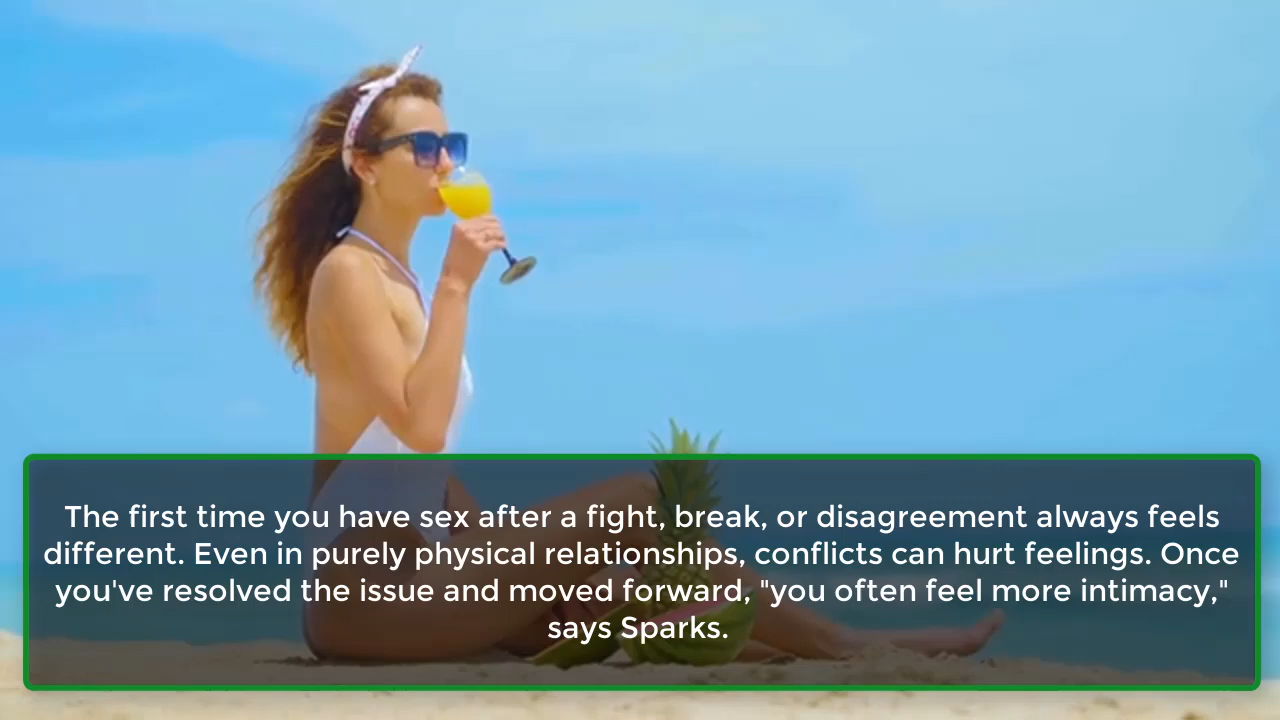 The first time you have sex after a fight, break, or disagreement always feels
different. Even in purely physical relationships, conflicts can hurt feelings. Once
you've resolved the issue and moved forward, "you often feel more intimacy,"
says Sparks.